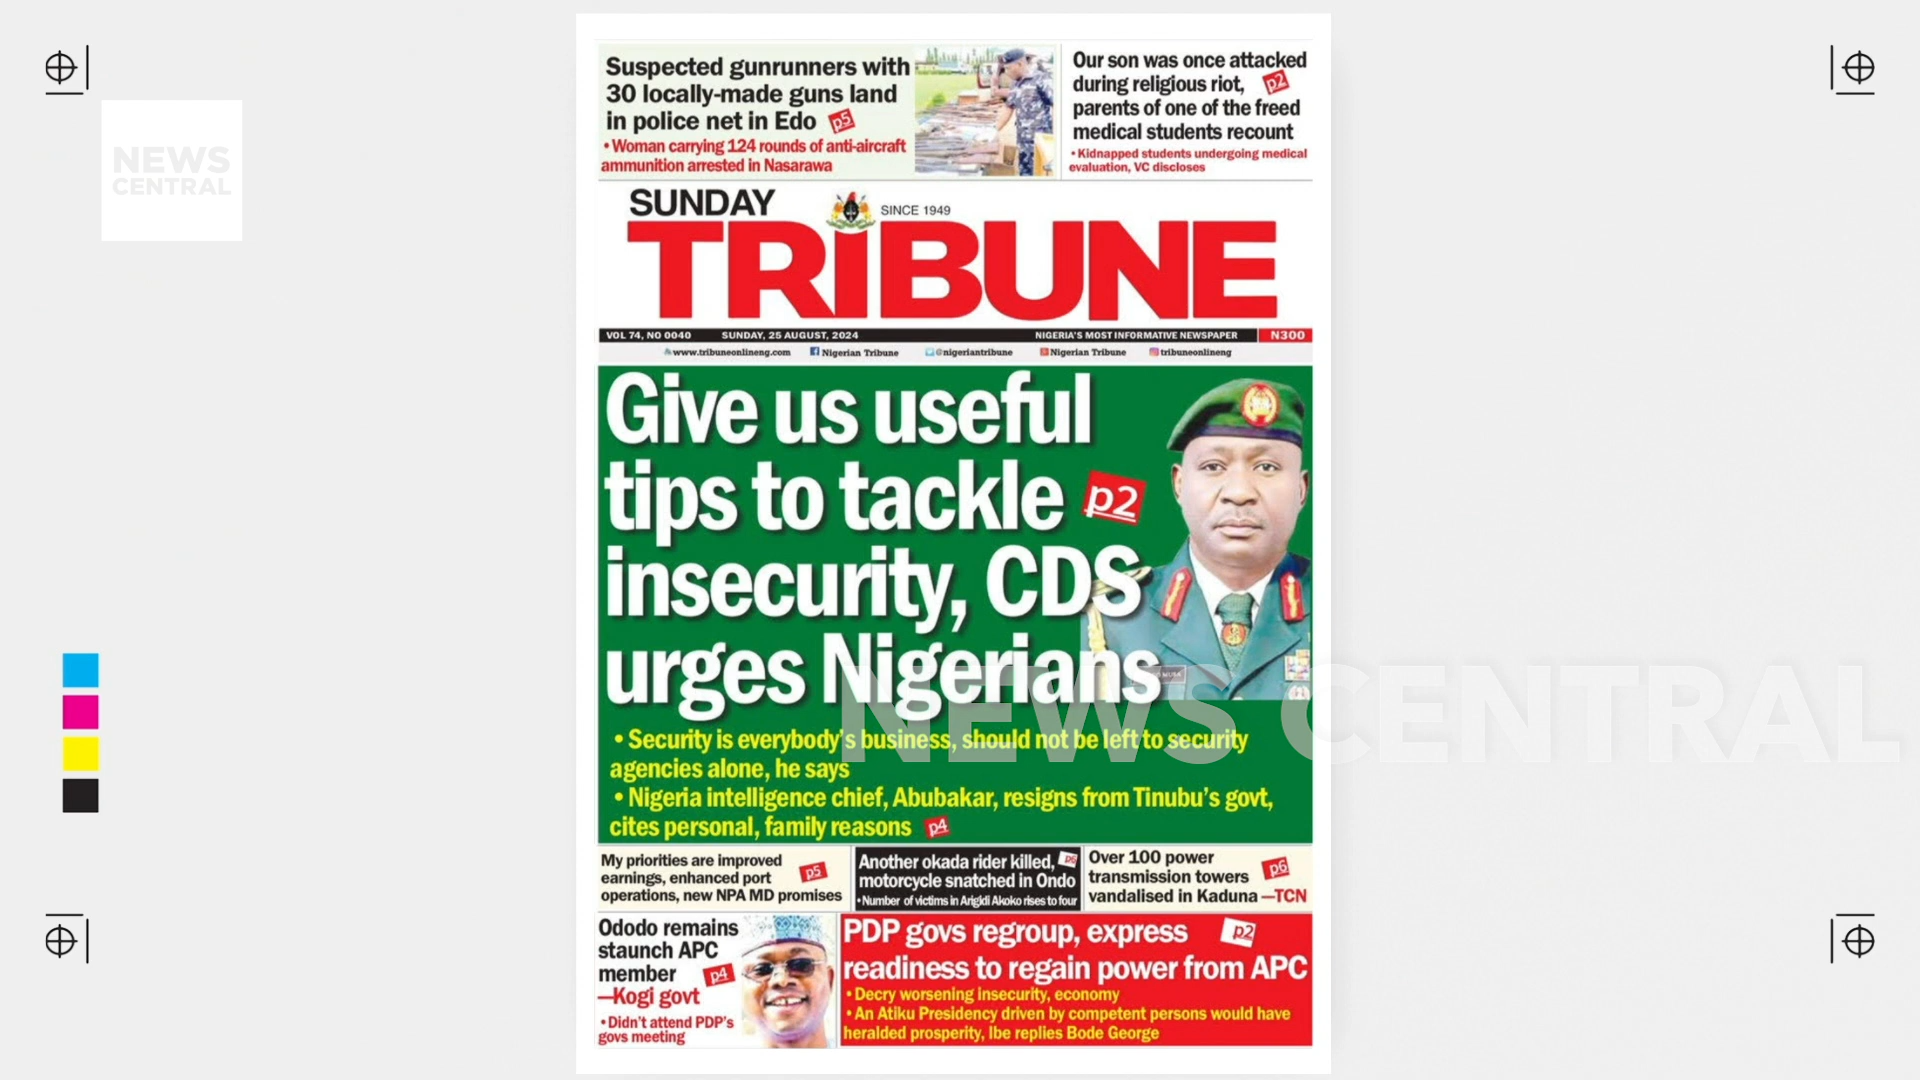 NEWS
CENTRAL
Suspected gunrunners with
30 locally-made guns land
in police net in Edo p5
• Woman carrying 124 rounds of anti-aircraft
ammunition arrested in Nasarawa
Our son was once attacked
during religious riot, p2
parents of one of the freed
medical students recount
• Kidnapped students undergoing medical
evaluation, VC discloses
SUNDAY
SINCE 1949
TRIBUNE
VOL 74, NO 0040 SUNDAY, 25 AUGUST, 2024 NIGERIA'S MOST INFORMATIVE NEWSPAPER N300
www.tribuneonlineng.com Nigerian Tribune @nigeriantribune Nigerian Tribune tribuneonlineng
Give us useful
tips to tackle p2
insecurity, CDS
urges Nigerians
MUSA
NEWS CENTRAL
• Security is everybody's business, should not be left to security
agencies alone, he says
• Nigeria intelligence chief, Abubakar, resigns from Tinubu's govt,
cites personal, family reasons p4
My priorities are improved
earnings, enhanced port p5
operations, new NPA MD promises
Another okada rider killed, p6
motorcycle snatched in Ondo
• Number of victims in Arigidi Akoko rises to four
Over 100 power
transmission towers p6
vandalised in Kaduna —TCN
Ododo remains
staunch APC
member p4
—Kogi govt
• Didn't attend PDP's
govs meeting
PDP govs regroup, express p2
readiness to regain power from APC
• Decry worsening insecurity, economy
• An Atiku Presidency driven by competent persons would have
heralded prosperity, Ibe replies Bode George